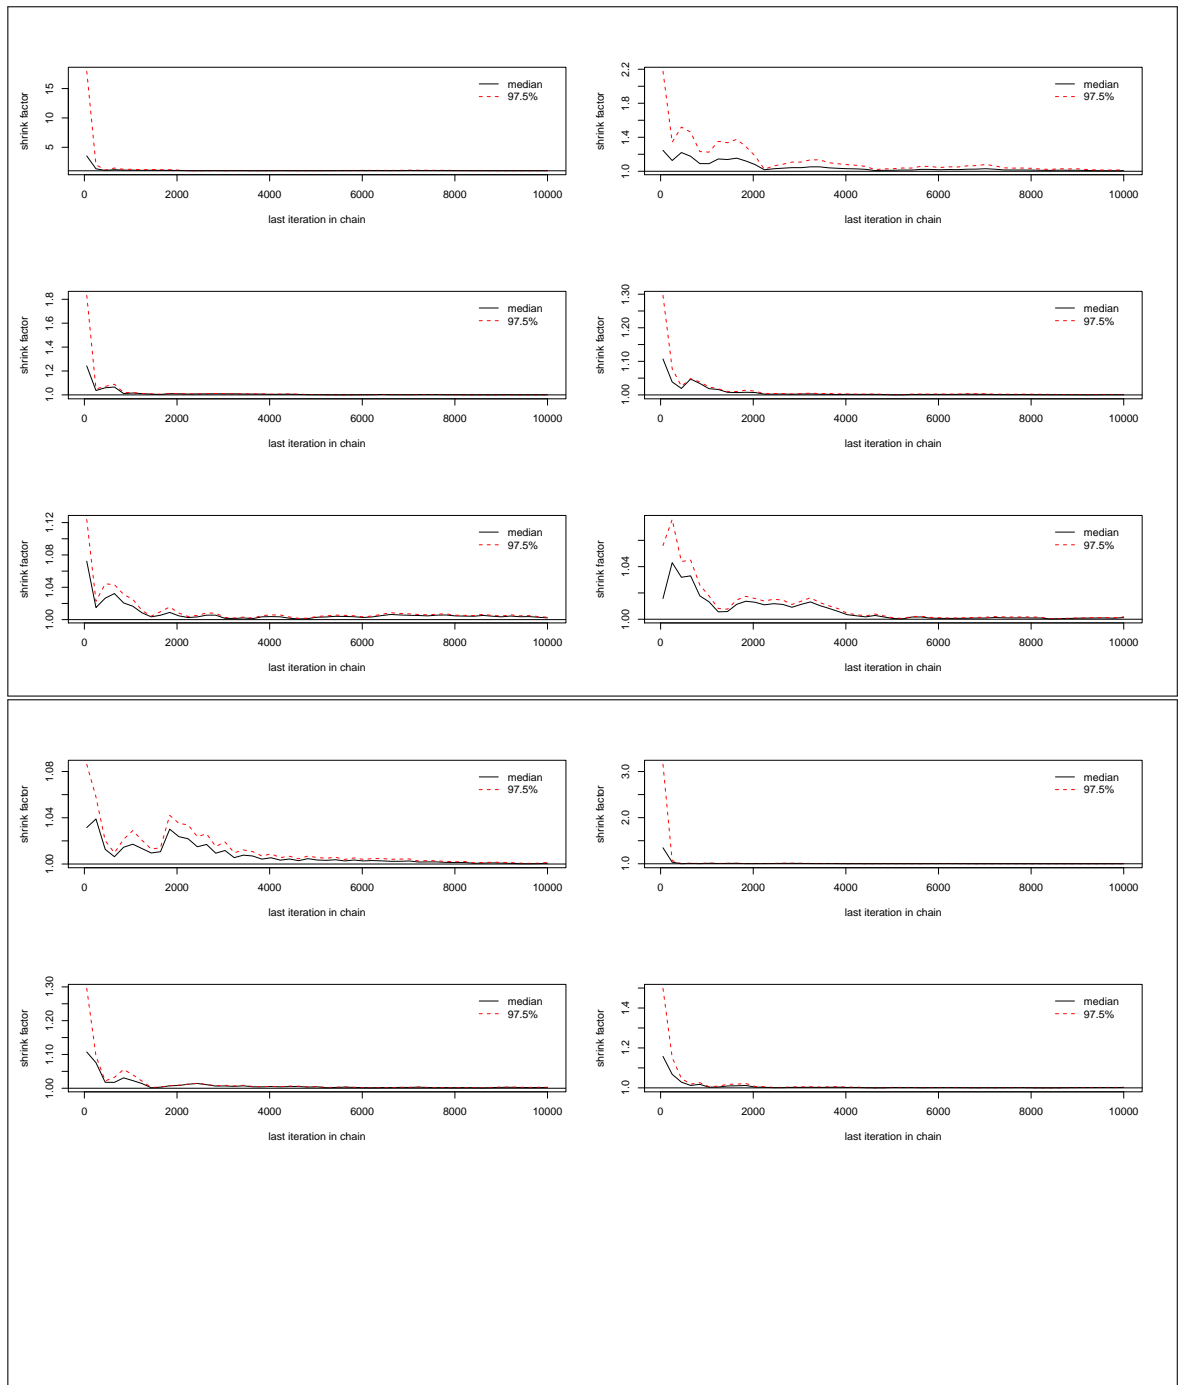 median
97.5%
shrink factor
5 10 15
0 2000 4000 6000 8000 10000
last iteration in chain
median
97.5%
shrink factor
1.0 1.4 1.8 2.2
0 2000 4000 6000 8000 10000
last iteration in chain
median
97.5%
shrink factor
1.0 1.2 1.4 1.6 1.8
0 2000 4000 6000 8000 10000
last iteration in chain
median
97.5%
shrink factor
1.00 1.10 1.20 1.30
0 2000 4000 6000 8000 10000
last iteration in chain
median
97.5%
shrink factor
1.00 1.04 1.08 1.12
0 2000 4000 6000 8000 10000
last iteration in chain
median
97.5%
shrink factor
1.00 1.04
0 2000 4000 6000 8000 10000
last iteration in chain
median
97.5%
shrink factor
1.00 1.04 1.08
0 2000 4000 6000 8000 10000
last iteration in chain
median
97.5%
shrink factor
1.0 2.0 3.0
0 2000 4000 6000 8000 10000
last iteration in chain
median
97.5%
shrink factor
1.00 1.10 1.20 1.30
0 2000 4000 6000 8000 10000
last iteration in chain
median
97.5%
shrink factor
1.0 1.2 1.4
0 2000 4000 6000 8000 10000
last iteration in chain